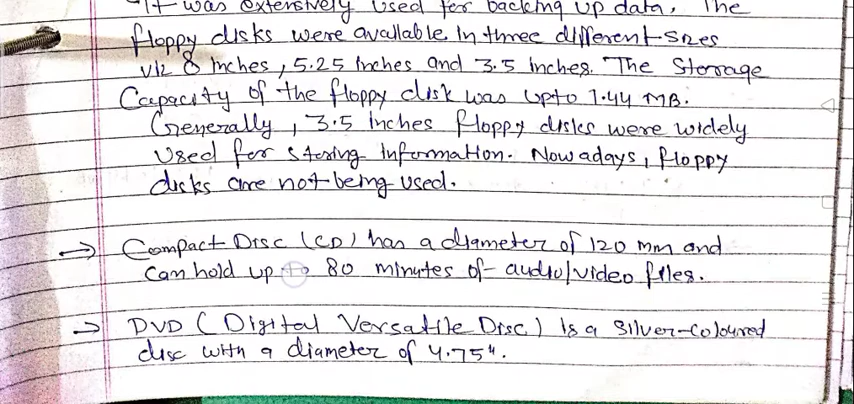 It was extensively used for backing up data. The
floppy disks were available in three different sizes
viz 8 inches, 5.25 inches and 3.5 inches. The Storage
Capacity of the floppy disk was upto 1.44 MB.
Generally, 3.5 inches floppy disks were widely
Used for storing information. Nowadays, floppy
disks are not being used.
→ Compact Disc (CD) has a diameter of 120 mm and
Can hold up to 80 minutes of audio/video files.
→ DVD (Digital Versatile Disc) is a silver-coloured
disc with a diameter of 4.75".